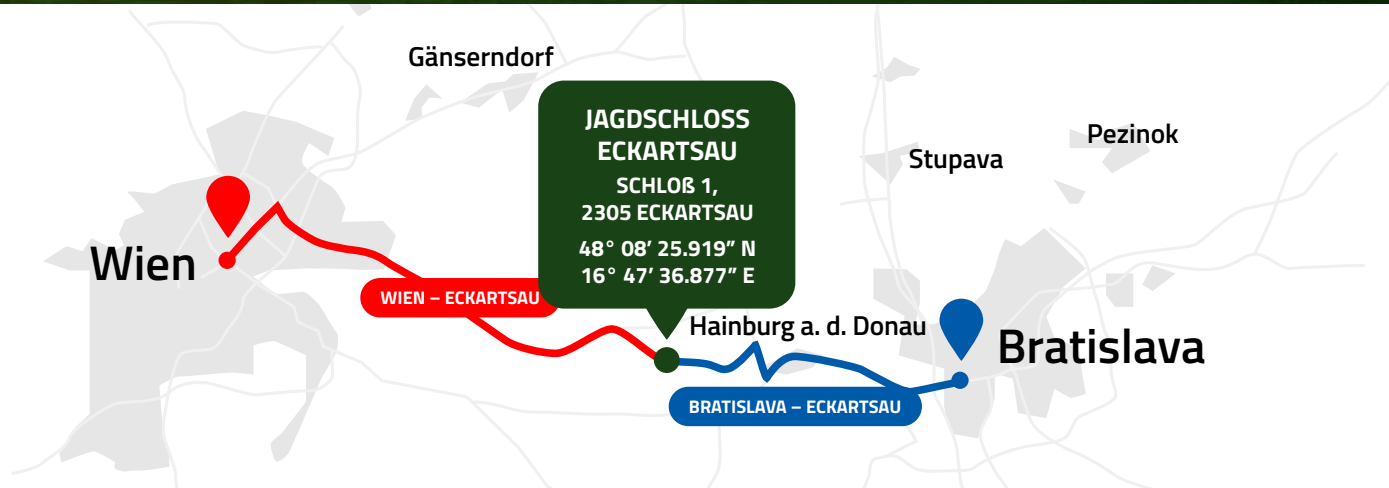 Gänserndorf
JAGDSCHLOSS
ECKARTSAU
SCHLOß 1,
2305 ECKARTSAU
48° 08’ 25.919” N
16° 47’ 36.877” E
Pezinok
Stupava
Wien
WIEN – ECKARTSAU
Hainburg a. d. Donau
Bratislava
BRATISLAVA – ECKARTSAU